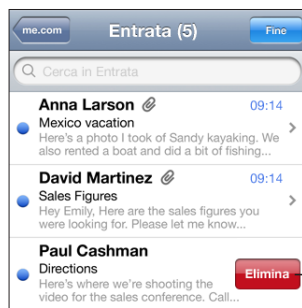 me.com Entrata (5) Fine
Cerca in Entrata
Anna Larson 09:14
Mexico vacation
Here's a photo I took of Sandy kayaking. We
also rented a boat and did a bit of fishing...
David Martinez 09:14
Sales Figures
Hey Emily, Here are the sales figures you
were looking for. Please let me know...
Paul Cashman
Directions
Elimina
Here's where we're shooting the
video for the sales conference. Call...